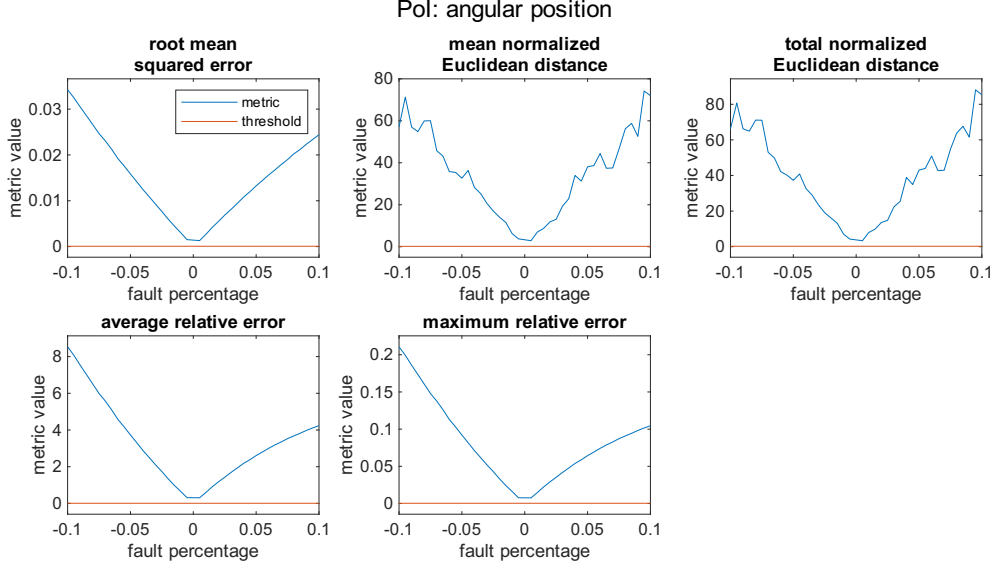 PoI: angular position
root mean
squared error
metric value
0.03
0.02
0.01
0
metric
threshold
-0.1 -0.05 0 0.05 0.1
fault percentage
mean normalized
Euclidean distance
metric value
80
60
40
20
0
-0.1 -0.05 0 0.05 0.1
fault percentage
total normalized
Euclidean distance
metric value
80
60
40
20
0
-0.1 -0.05 0 0.05 0.1
fault percentage
average relative error
metric value
8
6
4
2
0
-0.1 -0.05 0 0.05 0.1
fault percentage
maximum relative error
metric value
0.2
0.15
0.1
0.05
0
-0.1 -0.05 0 0.05 0.1
fault percentage